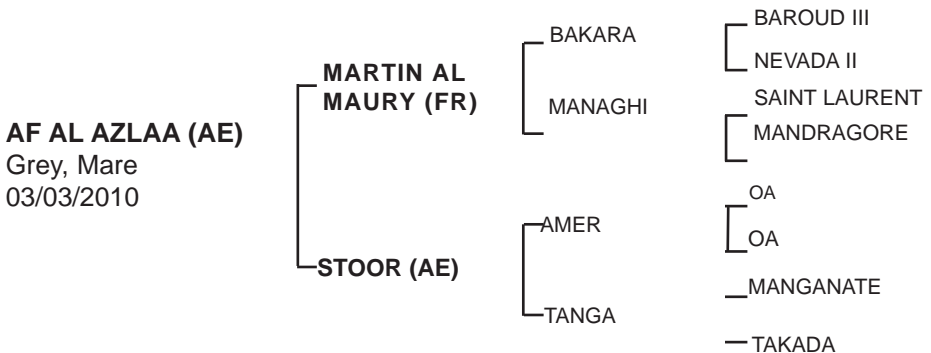 AF AL AZLAA (AE)
Grey, Mare
03/03/2010
MARTIN AL
MAURY (FR)
STOOR (AE)
BAKARA
MANAGHI
AMER
TANGA
BAROUD III
NEVADA II
SAINT LAURENT
MANDRAGORE
OA
OA
MANGANATE
TAKADA